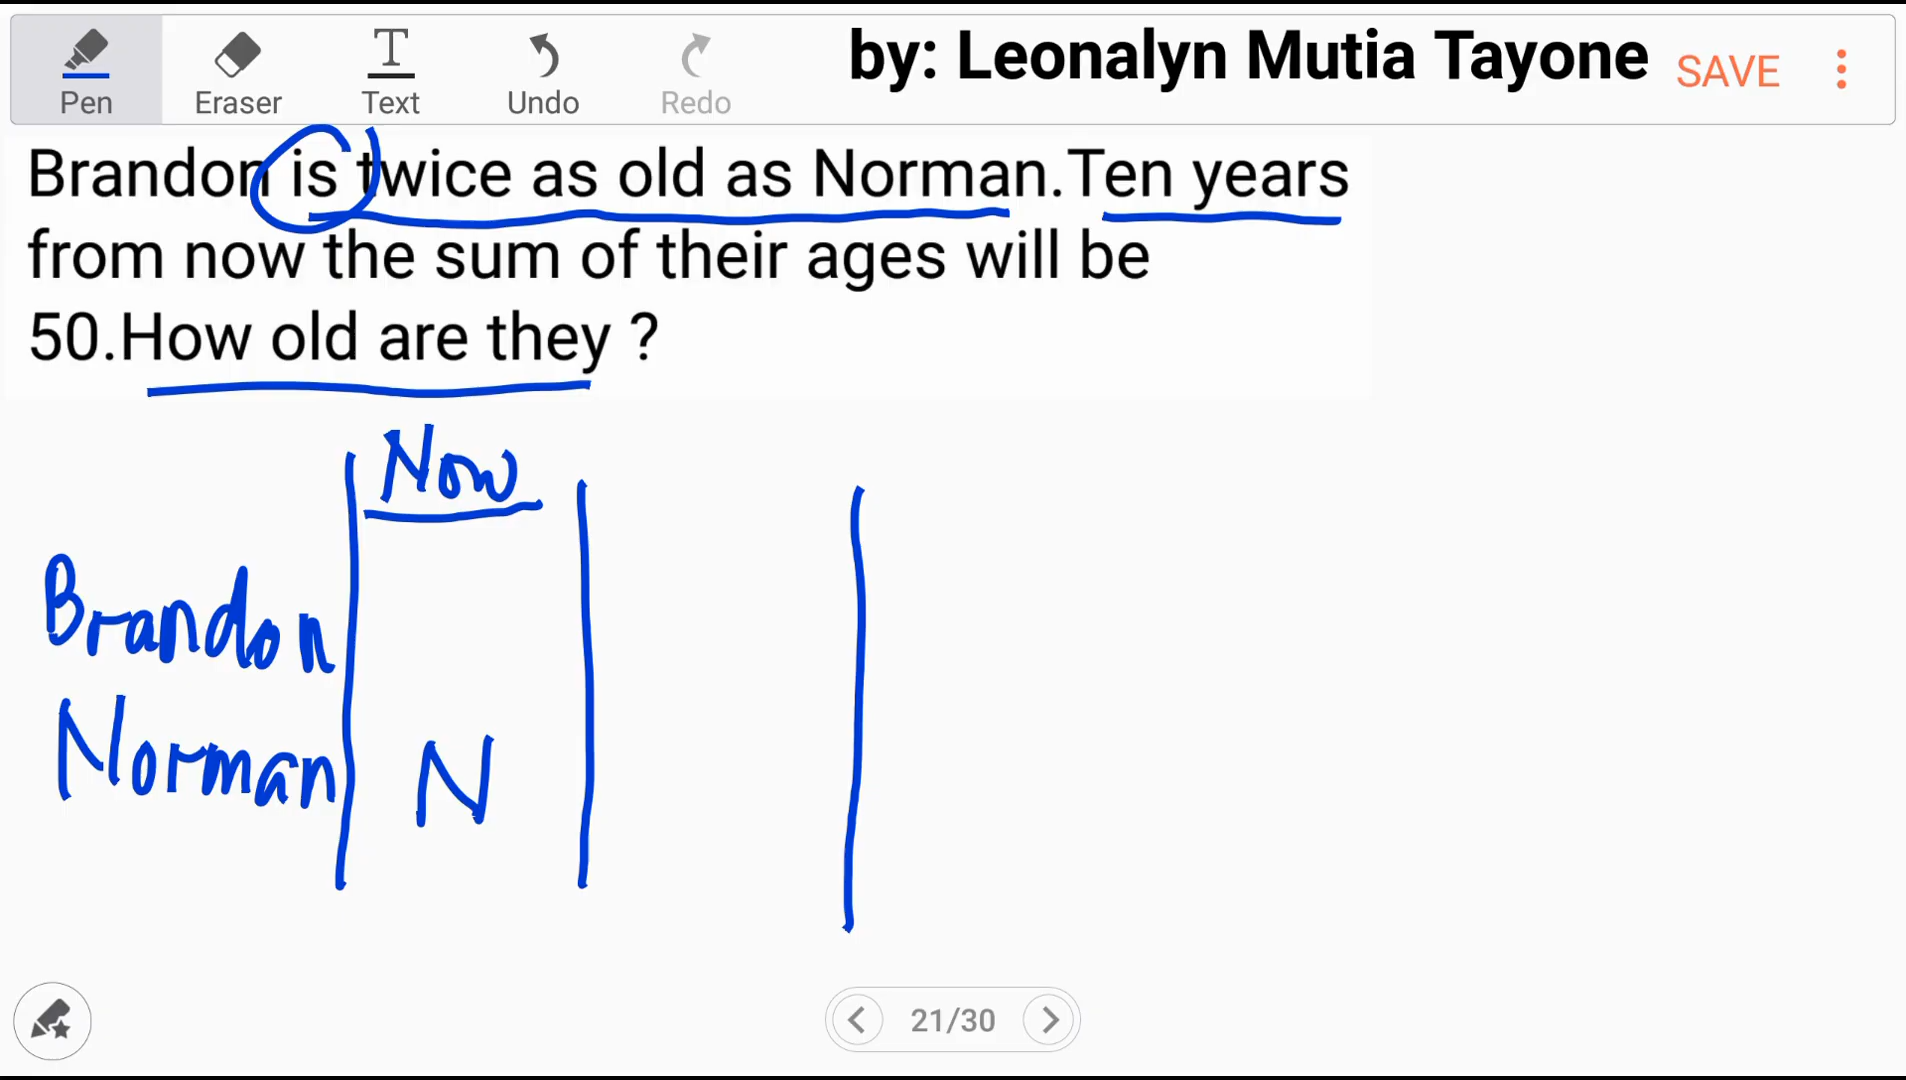 by: Leonalyn Mutia Tayone
SAVE
Pen
Eraser
Text
Undo
Redo
Brandon is twice as old as Norman.Ten years
from now the sum of their ages will be
50.How old are they ?
Now
Brandon
Norman N
21/30